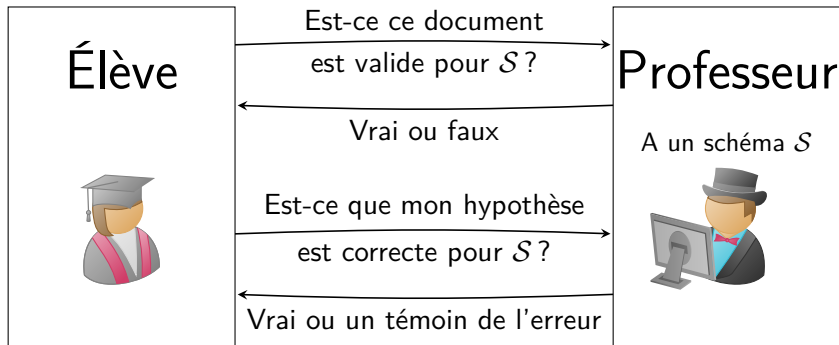 Élève
Est-ce ce document
est valide pour S ?
Vrai ou faux
Est-ce que mon hypothèse
est correcte pour S ?
Vrai ou un témoin de l'erreur
Professeur
A un schéma S